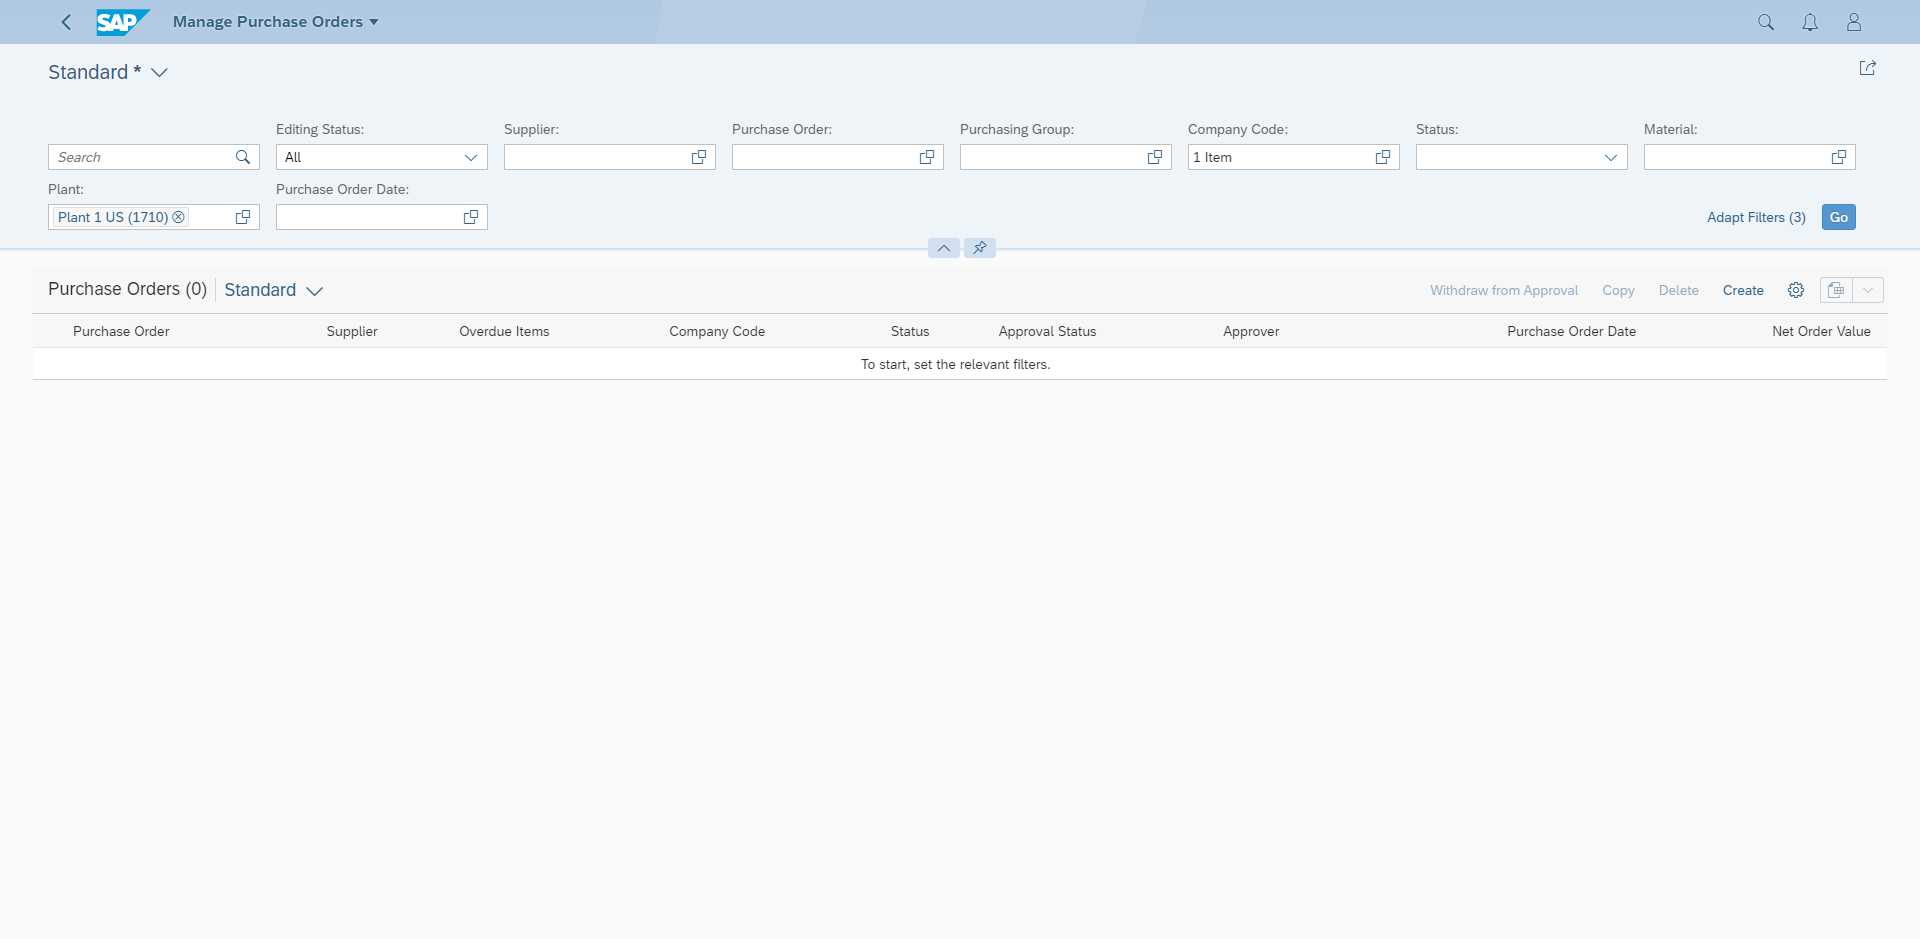 SAP Manage Purchase Orders
Standard *
Editing Status: Supplier: Purchase Order: Purchasing Group: Company Code: Status: Material:
Search All 1 Item
Plant: Purchase Order Date:
Plant 1 US (1710) Adapt Filters (3) Go
Purchase Orders (0) Standard Withdraw from Approval Copy Delete Create
Purchase Order Supplier Overdue Items Company Code Status Approval Status Approver Purchase Order Date Net Order Value
To start, set the relevant filters.